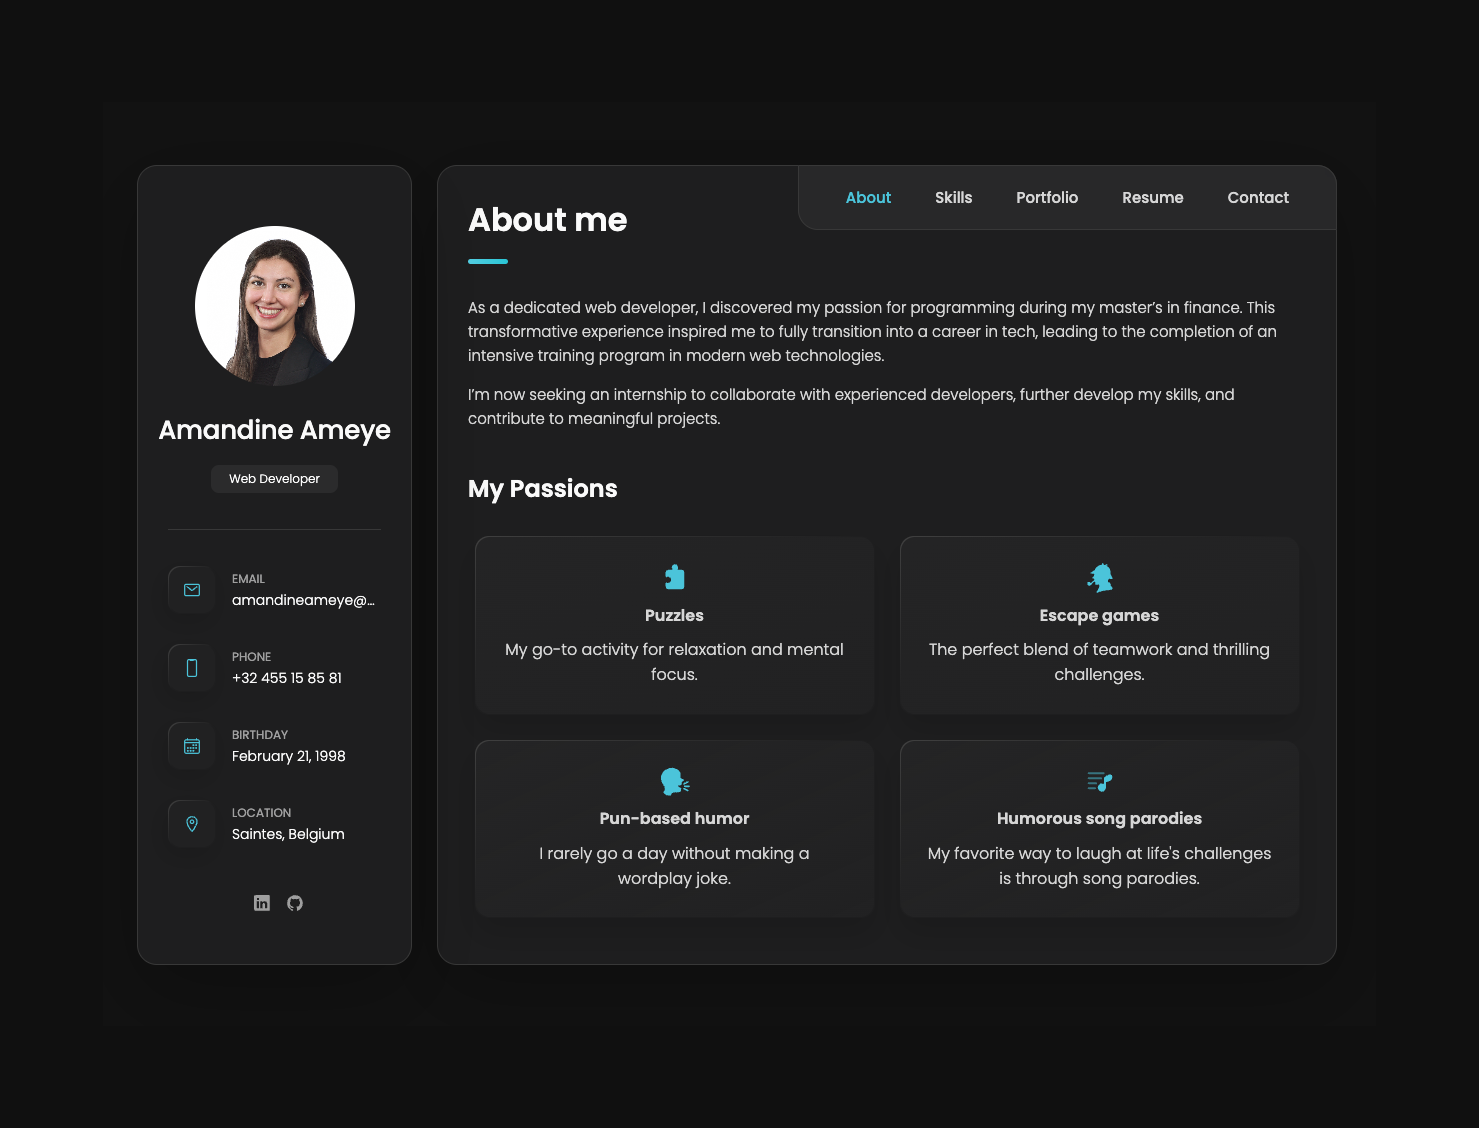 Amandine Ameye
Web Developer
EMAIL
amandineameye@...
PHONE
+32 455 15 85 81
BIRTHDAY
February 21, 1998
LOCATION
Saintes, Belgium
in
About Skills Portfolio Resume Contact
About me
As a dedicated web developer, I discovered my passion for programming during my master’s in finance. This
transformative experience inspired me to fully transition into a career in tech, leading to the completion of an
intensive training program in modern web technologies.
I’m now seeking an internship to collaborate with experienced developers, further develop my skills, and
contribute to meaningful projects.
My Passions
Puzzles
My go-to activity for relaxation and mental
focus.
Escape games
The perfect blend of teamwork and thrilling
challenges.
Pun-based humor
I rarely go a day without making a
wordplay joke.
Humorous song parodies
My favorite way to laugh at life's challenges
is through song parodies.